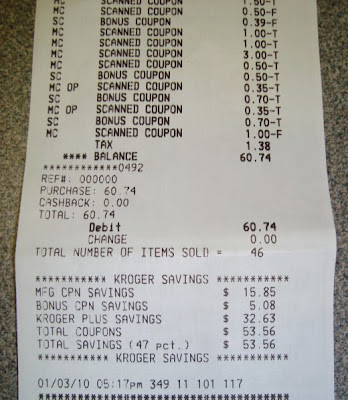 MC SCANNED COUPON 1.50-T
MC SCANNED COUPON 0.50-F
SC BONUS COUPON 0.39-F
MC SCANNED COUPON 1.00-T
MC SCANNED COUPON 1.00-T
MC SCANNED COUPON 3.00-T
MC SCANNED COUPON 0.50-T
SC BONUS COUPON 0.50-T
MC OP SCANNED COUPON 0.35-T
SC BONUS COUPON 0.70-T
MC OP SCANNED COUPON 0.35-T
SC BONUS COUPON 0.70-T
MC SCANNED COUPON 1.00-F
TAX 1.38
**** BALANCE 60.74
************0492
REF#: 000000
PURCHASE: 60.74
CASHBACK: 0.00
TOTAL: 60.74
Debit 60.74
CHANGE 0.00
TOTAL NUMBER OF ITEMS SOLD = 46
*********** KROGER SAVINGS ***********
MFG CPN SAVINGS $ 15.85
BONUS CPN SAVINGS $ 5.08
KROGER PLUS SAVINGS $ 32.63
TOTAL COUPONS $ 53.56
TOTAL SAVINGS (47 pct.) $ 53.56
*********** KROGER SAVINGS ***********
01/03/10 05:17pm 349 11 101 117
**************************************